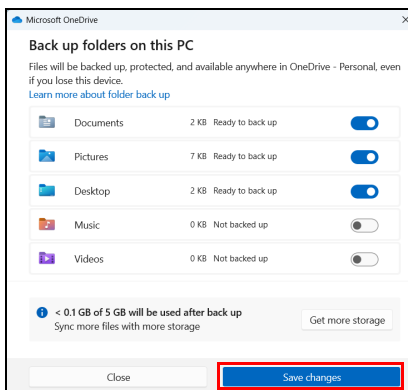 Microsoft OneDrive
Back up folders on this PC
Files will be backed up, protected, and available anywhere in OneDrive - Personal, even
if you lose this device.
Learn more about folder back up
Documents 2 KB Ready to back up
Pictures 7 KB Ready to back up
Desktop 2 KB Ready to back up
Music 0 KB Not backed up
Videos 0 KB Not backed up
< 0.1 GB of 5 GB will be used after back up
Sync more files with more storage
Get more storage
Close Save changes